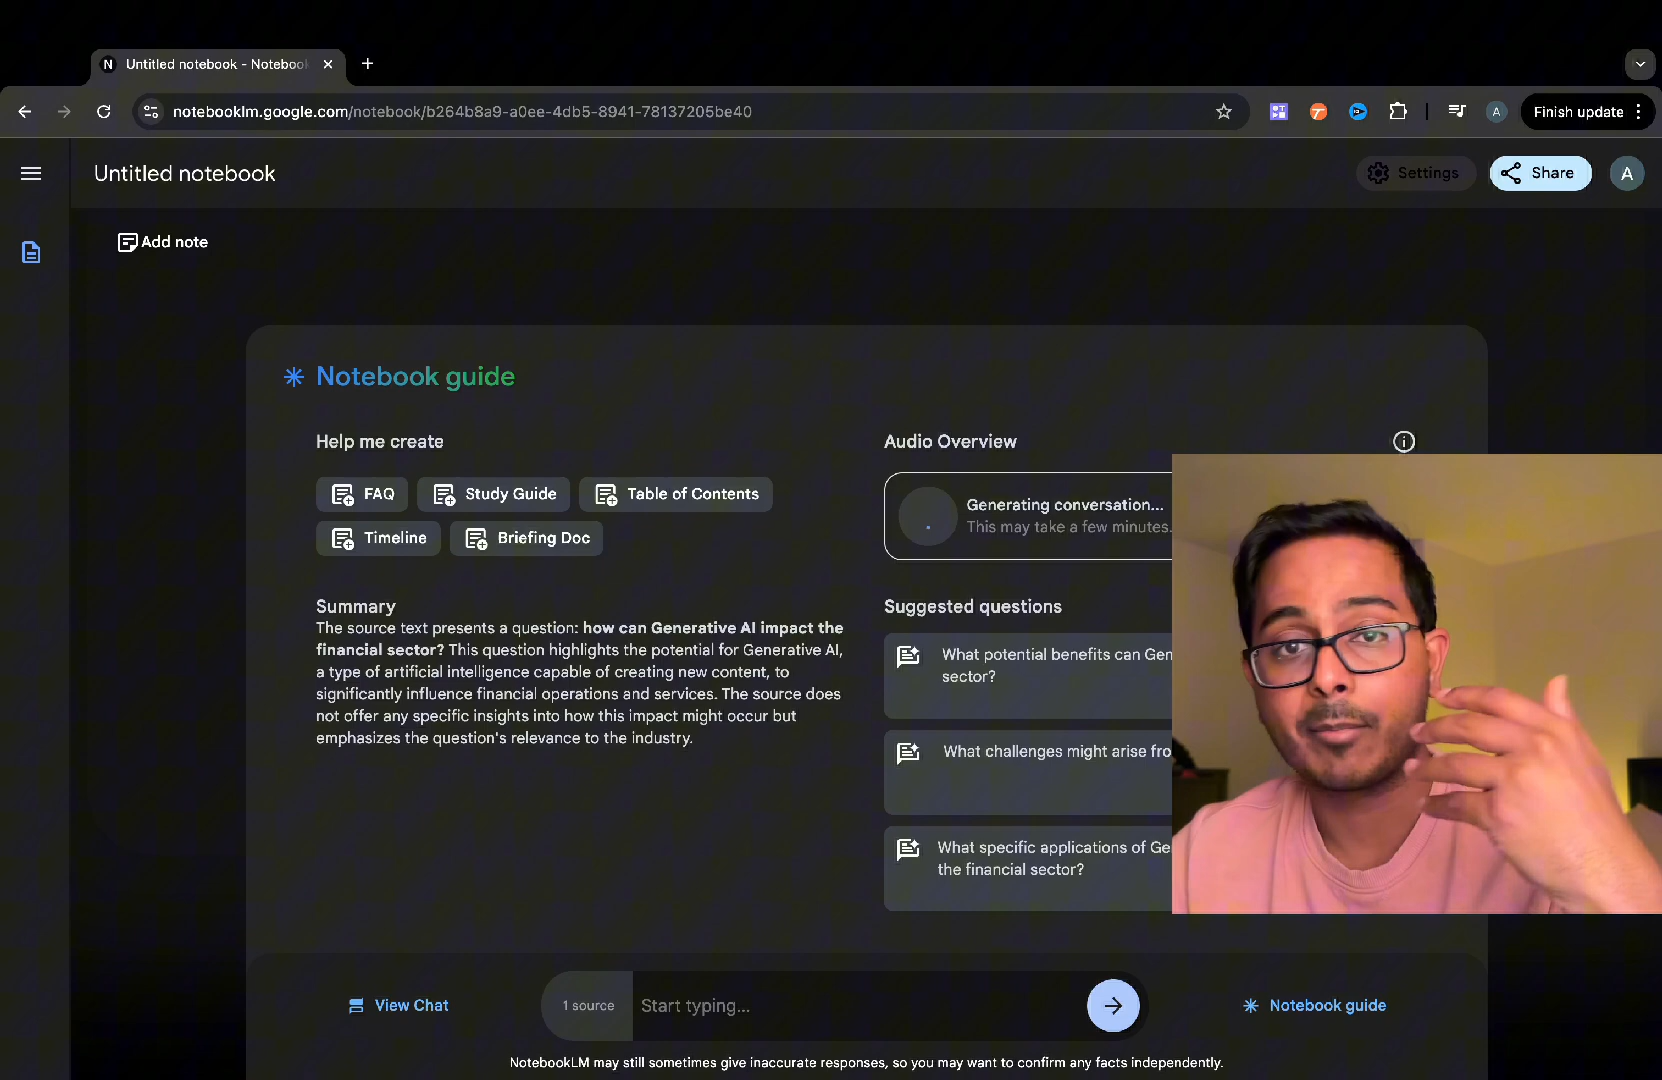 Untitled notebook - Noteboo
notebooklm.google.com/notebook/b264b8a9-a0ee-4db5-8941-78137205be40
A
Finish update
Untitled notebook
Settings
Share
A
Add note
Notebook guide
Help me create
FAQ
Study Guide
Table of Contents
Timeline
Briefing Doc
Summary
The source text presents a question: how can Generative AI impact the
financial sector? This question highlights the potential for Generative AI,
a type of artificial intelligence capable of creating new content, to
significantly influence financial operations and services. The source does
not offer any specific insights into how this impact might occur but
emphasizes the question's relevance to the industry.
Audio Overview
Generating conversation...
This may take a few minutes.
Suggested questions
What potential benefits can Gen
sector?
What challenges might arise fro
What specific applications of Ge
the financial sector?
View Chat
1 source
Start typing...
Notebook guide
NotebookLM may still sometimes give inaccurate responses, so you may want to confirm any facts independently.